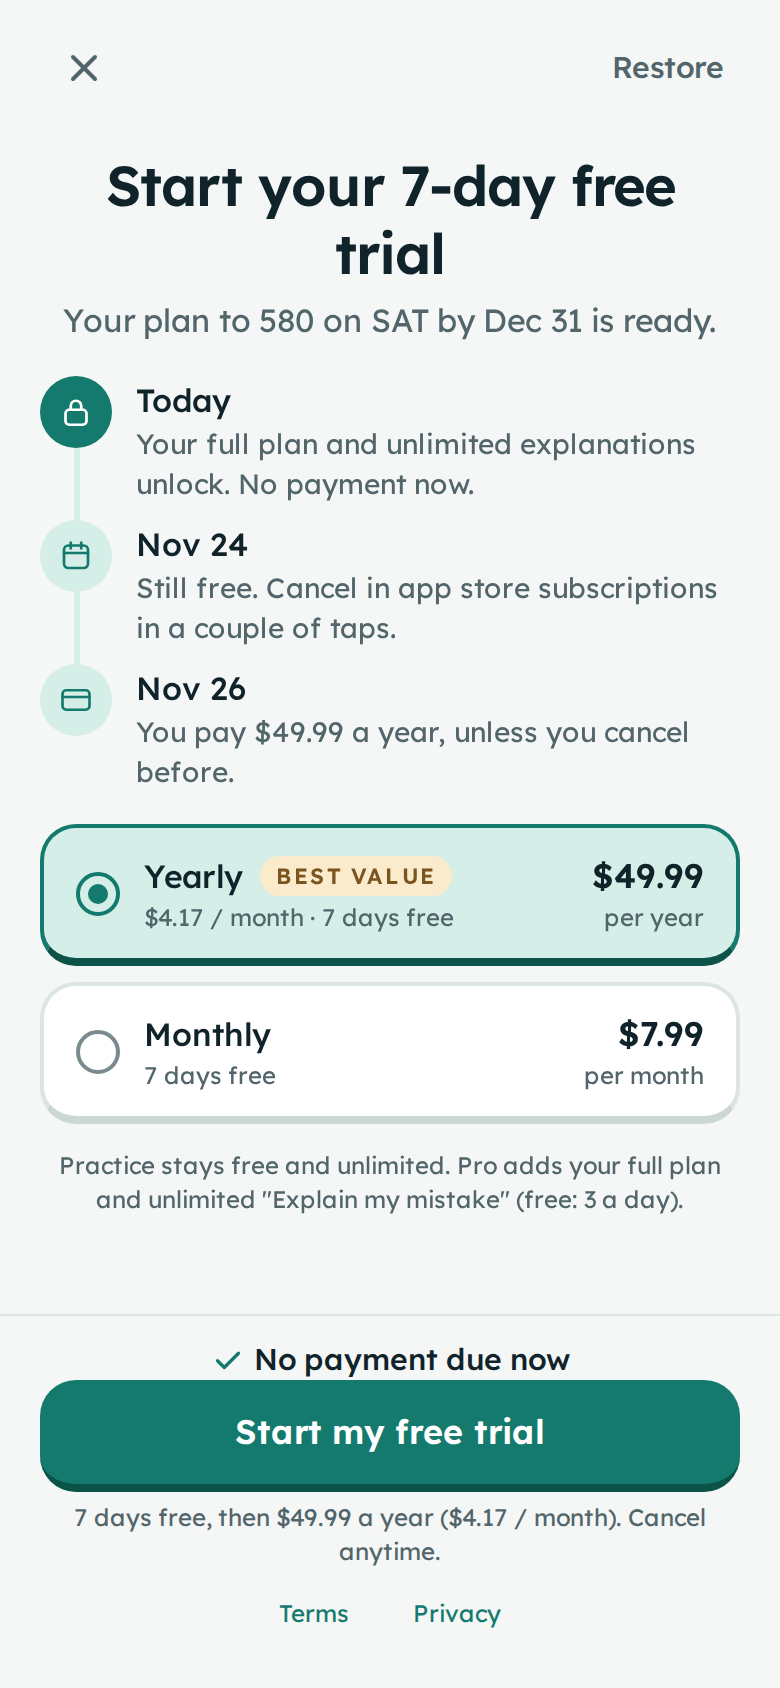 Restore
Start your 7-day free
trial
Your plan to 580 on SAT by Dec 31 is ready.
Today
Your full plan and unlimited explanations
unlock. No payment now.
Nov 24
Still free. Cancel in app store subscriptions
in a couple of taps.
Nov 26
You pay $49.99 a year, unless you cancel
before.
Yearly BEST VALUE $49.99
$4.17 / month · 7 days free per year
Monthly $7.99
7 days free per month
Practice stays free and unlimited. Pro adds your full plan
and unlimited "Explain my mistake" (free: 3 a day).
No payment due now
Start my free trial
7 days free, then $49.99 a year ($4.17 / month). Cancel
anytime.
Terms Privacy